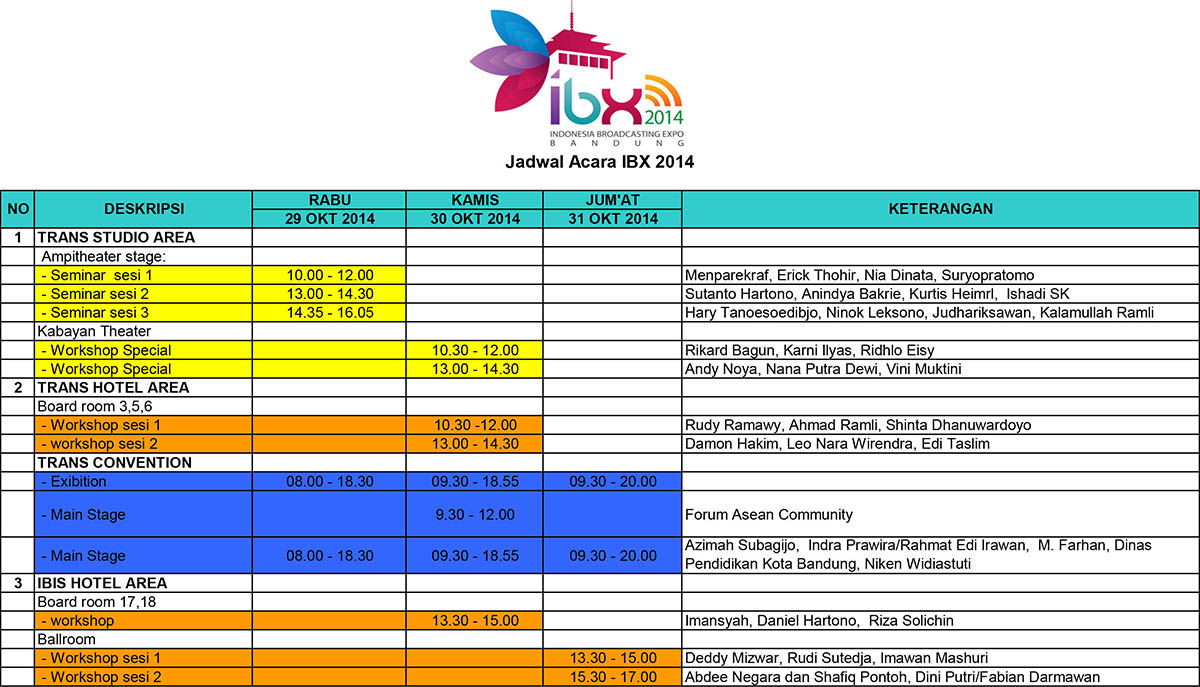 ibx
2014
INDONESIA BROADCASTING EXPO
BANDUNG
Jadwal Acara IBX 2014
NO DESKRIPSI RABU KAMIS JUM'AT KETERANGAN
29 OKT 2014 30 OKT 2014 31 OKT 2014
1 TRANS STUDIO AREA
Ampitheater stage:
- Seminar sesi 1 10.00 - 12.00 Menparekraf, Erick Thohir, Nia Dinata, Suryopratomo
- Seminar sesi 2 13.00 - 14.30 Sutanto Hartono, Anindya Bakrie, Kurtis Heimrl, Ishadi SK
- Seminar sesi 3 14.35 - 16.05 Hary Tanoesoedibjo, Ninok Leksono, Judhariksawan, Kalamullah Ramli
Kabayan Theater
- Workshop Special 10.30 - 12.00 Rikard Bagun, Karni Ilyas, Ridhlo Eisy
- Workshop Special 13.00 - 14.30 Andy Noya, Nana Putra Dewi, Vini Muktini
2 TRANS HOTEL AREA
Board room 3,5,6
- Workshop sesi 1 10.30 -12.00 Rudy Ramawy, Ahmad Ramli, Shinta Dhanuwardoyo
- workshop sesi 2 13.00 - 14.30 Damon Hakim, Leo Nara Wirendra, Edi Taslim
TRANS CONVENTION
- Exibition 08.00 - 18.30 09.30 - 18.55 09.30 - 20.00
- Main Stage 9.30 - 12.00 Forum Asean Community
- Main Stage 08.00 - 18.30 09.30 - 18.55 09.30 - 20.00 Azimah Subagijo, Indra Prawira/Rahmat Edi Irawan, M. Farhan, Dinas
Pendidikan Kota Bandung, Niken Widiastuti
3 IBIS HOTEL AREA
Board room 17,18
- workshop 13.30 - 15.00 Imansyah, Daniel Hartono, Riza Solichin
Ballroom
- Workshop sesi 1 13.30 - 15.00 Deddy Mizwar, Rudi Sutedja, Imawan Mashuri
- Workshop sesi 2 15.30 - 17.00 Abdee Negara dan Shafiq Pontoh, Dini Putri/Fabian Darmawan